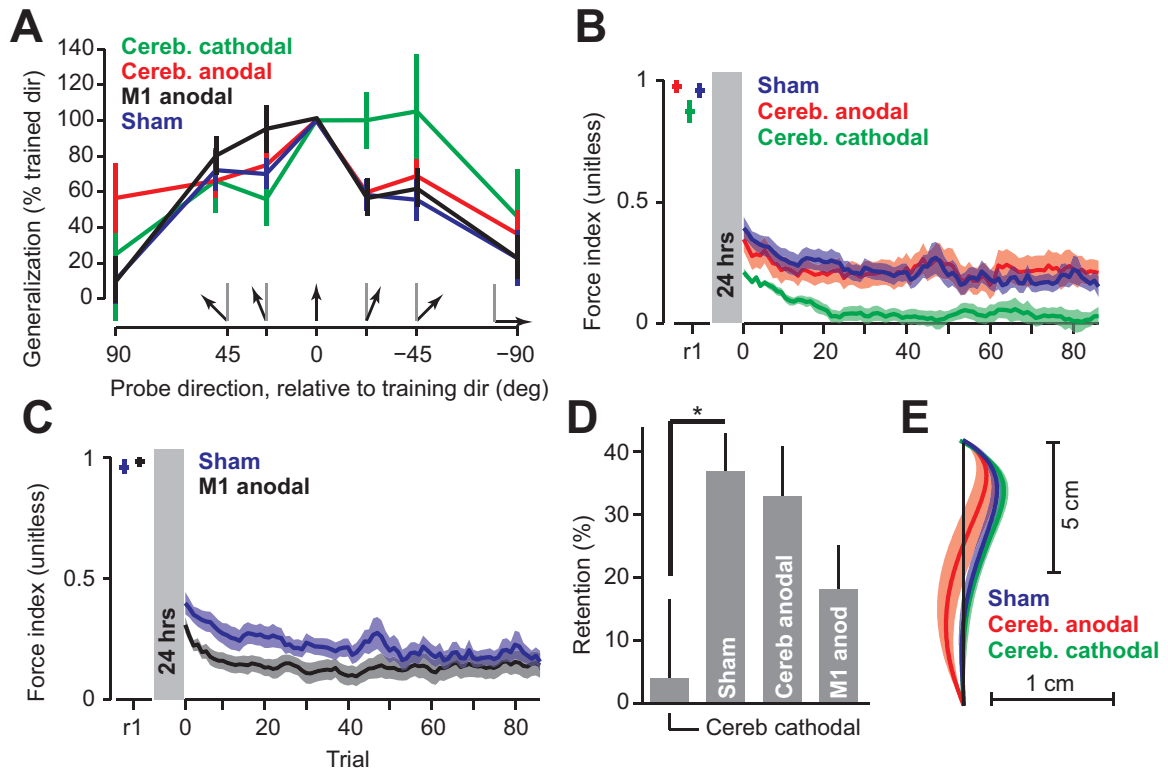 A
Generalization (% trained dir)
140
120
100
80
60
40
20
0
Cereb. cathodal
Cereb. anodal
M1 anodal
Sham
90
45
0
−45
−90
Probe direction, relative to training dir (deg)
B
Force index (unitless)
1
0.5
0
Sham
Cereb. anodal
Cereb. cathodal
24 hrs
r1
0
20
40
60
80
C
Force index (unitless)
1
0.5
0
Sham
M1 anodal
24 hrs
r1
0
20
40
60
80
Trial
D
Retention (%)
40
30
20
10
0
*
Sham
Cereb anodal
M1 anod
Cereb cathodal
E
5 cm
Sham
Cereb. anodal
Cereb. cathodal
1 cm